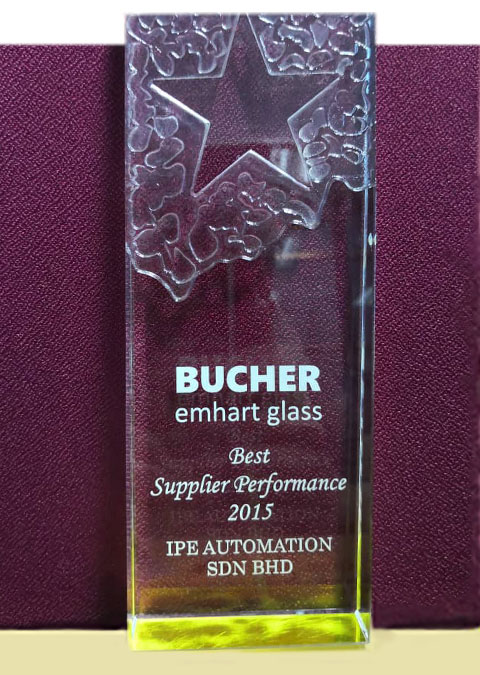 BUCHER
emhart glass
Best
Supplier Performance
2015
IPE AUTOMATION
SDN BHD